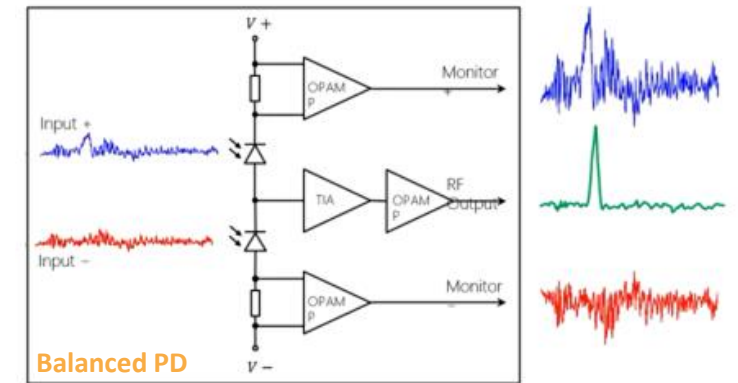 V+
OPAM
P
Monitor
+
Input +
TIA
OPAM
P
RF
Output
Input −
OPAM
P
Monitor
−
Balanced PD
V−